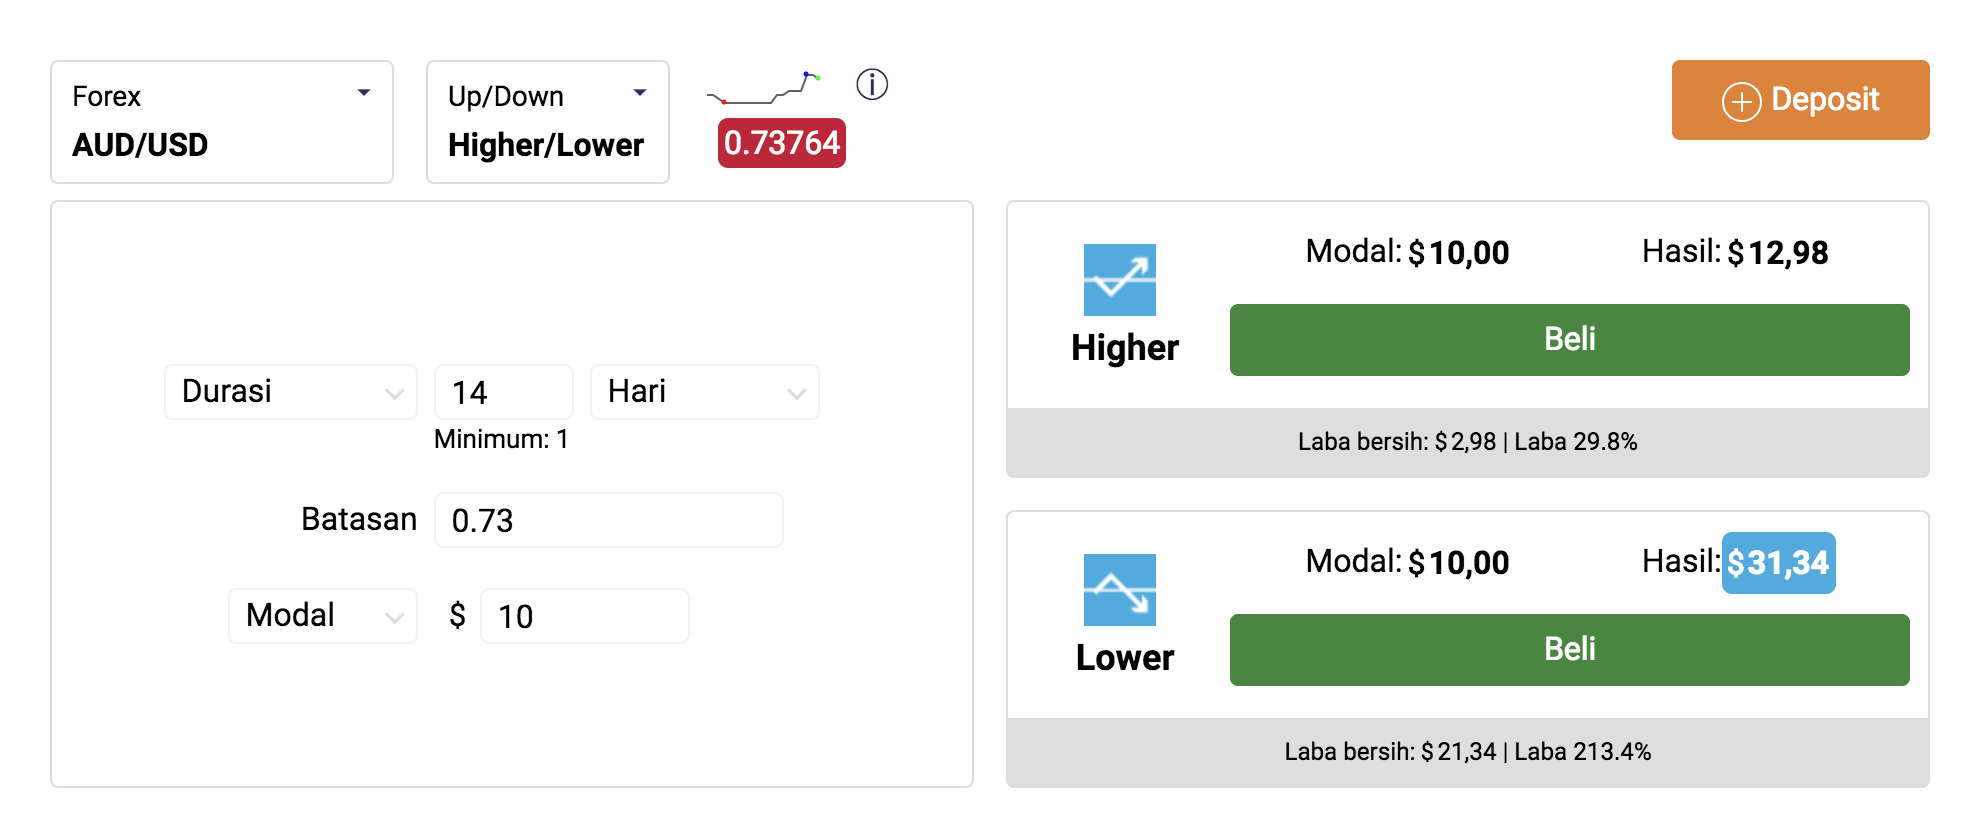 Forex
AUD/USD
Up/Down
Higher/Lower
0.73764
Deposit
Durasi 14 Hari
Minimum: 1
Batasan 0.73
Modal $ 10
Modal: $10,00 Hasil: $12,98
Higher
Beli
Laba bersih: $2,98 | Laba 29.8%
Modal: $10,00 Hasil: $31,34
Lower
Beli
Laba bersih: $21,34 | Laba 213.4%